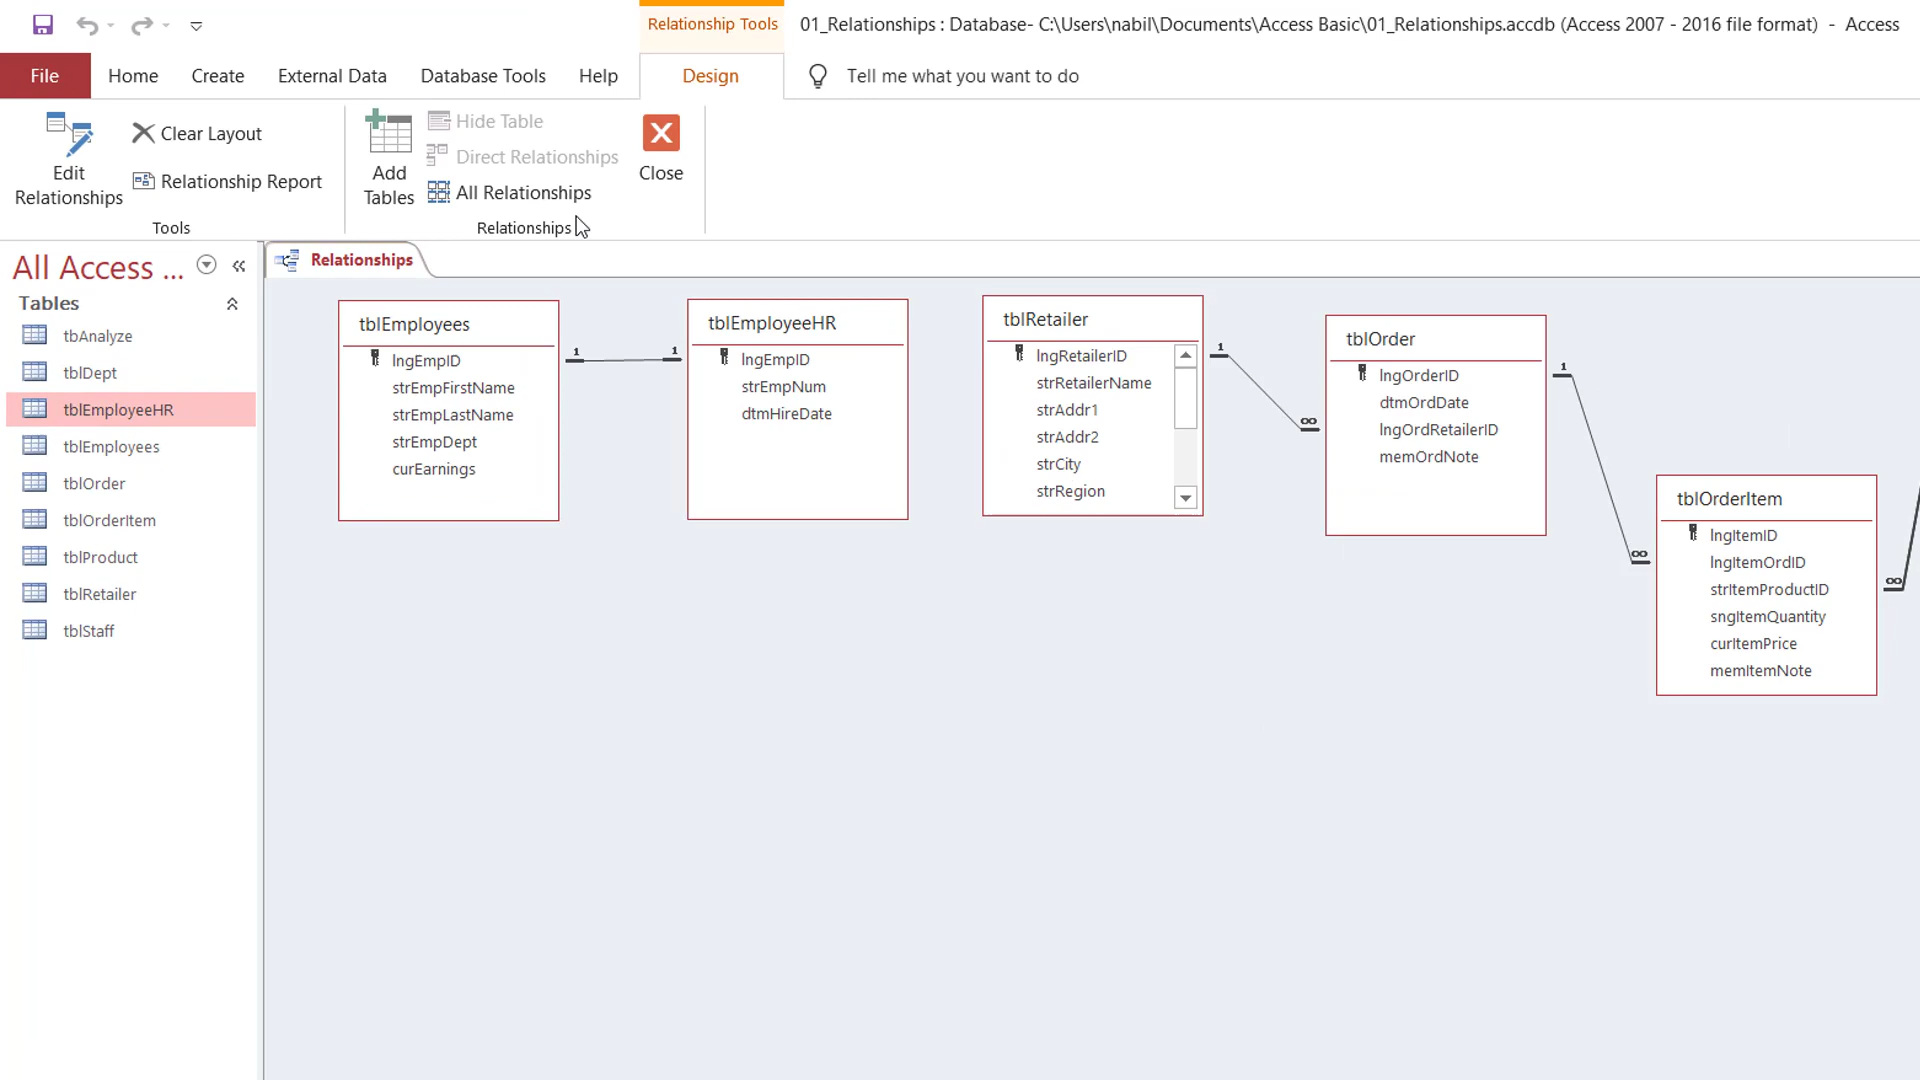 Relationship Tools
01_Relationships : Database- C:\Users\nabil\Documents\Access Basic\01_Relationships.accdb (Access 2007 - 2016 file format) - Access
File
Home
Create
External Data
Database Tools
Help
Design
Tell me what you want to do
Edit
Relationships
Clear Layout
Relationship Report
Tools
Add
Tables
Hide Table
Direct Relationships
All Relationships
Relationships
Close
All Access ...
Tables
tbAnalyze
tblDept
tblEmployeeHR
tblEmployees
tblOrder
tblOrderItem
tblProduct
tblRetailer
tblStaff
Relationships
tblEmployees
lngEmpID
strEmpFirstName
strEmpLastName
strEmpDept
curEarnings
1
1
tblEmployeeHR
lngEmpID
strEmpNum
dtmHireDate
tblRetailer
lngRetailerID
strRetailerName
strAddr1
strAddr2
strCity
strRegion
1
∞
tblOrder
lngOrderID
dtmOrdDate
lngOrdRetailerID
memOrdNote
1
∞
tblOrderItem
lngItemID
lngItemOrdID
strItemProductID
sngItemQuantity
curItemPrice
memItemNote
∞